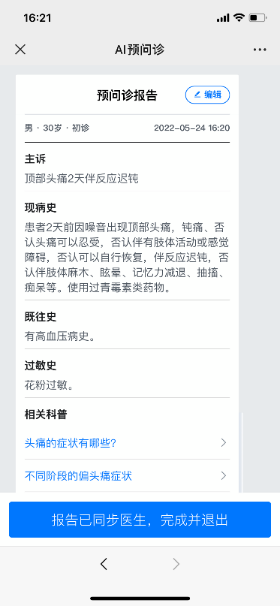 16:21
AI预问诊
预问诊报告
编辑
男 · 30岁 · 初诊
2022-05-24 16:20
主诉
顶部头痛2天伴反应迟钝
现病史
患者2天前因噪音出现顶部头痛，钝痛、否
认头痛可以忍受，否认伴有肢体活动或感觉
障碍，否认可以自行恢复，伴反应迟钝，否
认伴肢体麻木、眩晕、记忆力减退、抽搐、
痴呆等。使用过青霉素类药物。
既往史
有高血压病史。
过敏史
花粉过敏。
相关科普
头痛的症状有哪些?
不同阶段的偏头痛症状
报告已同步医生，完成并退出